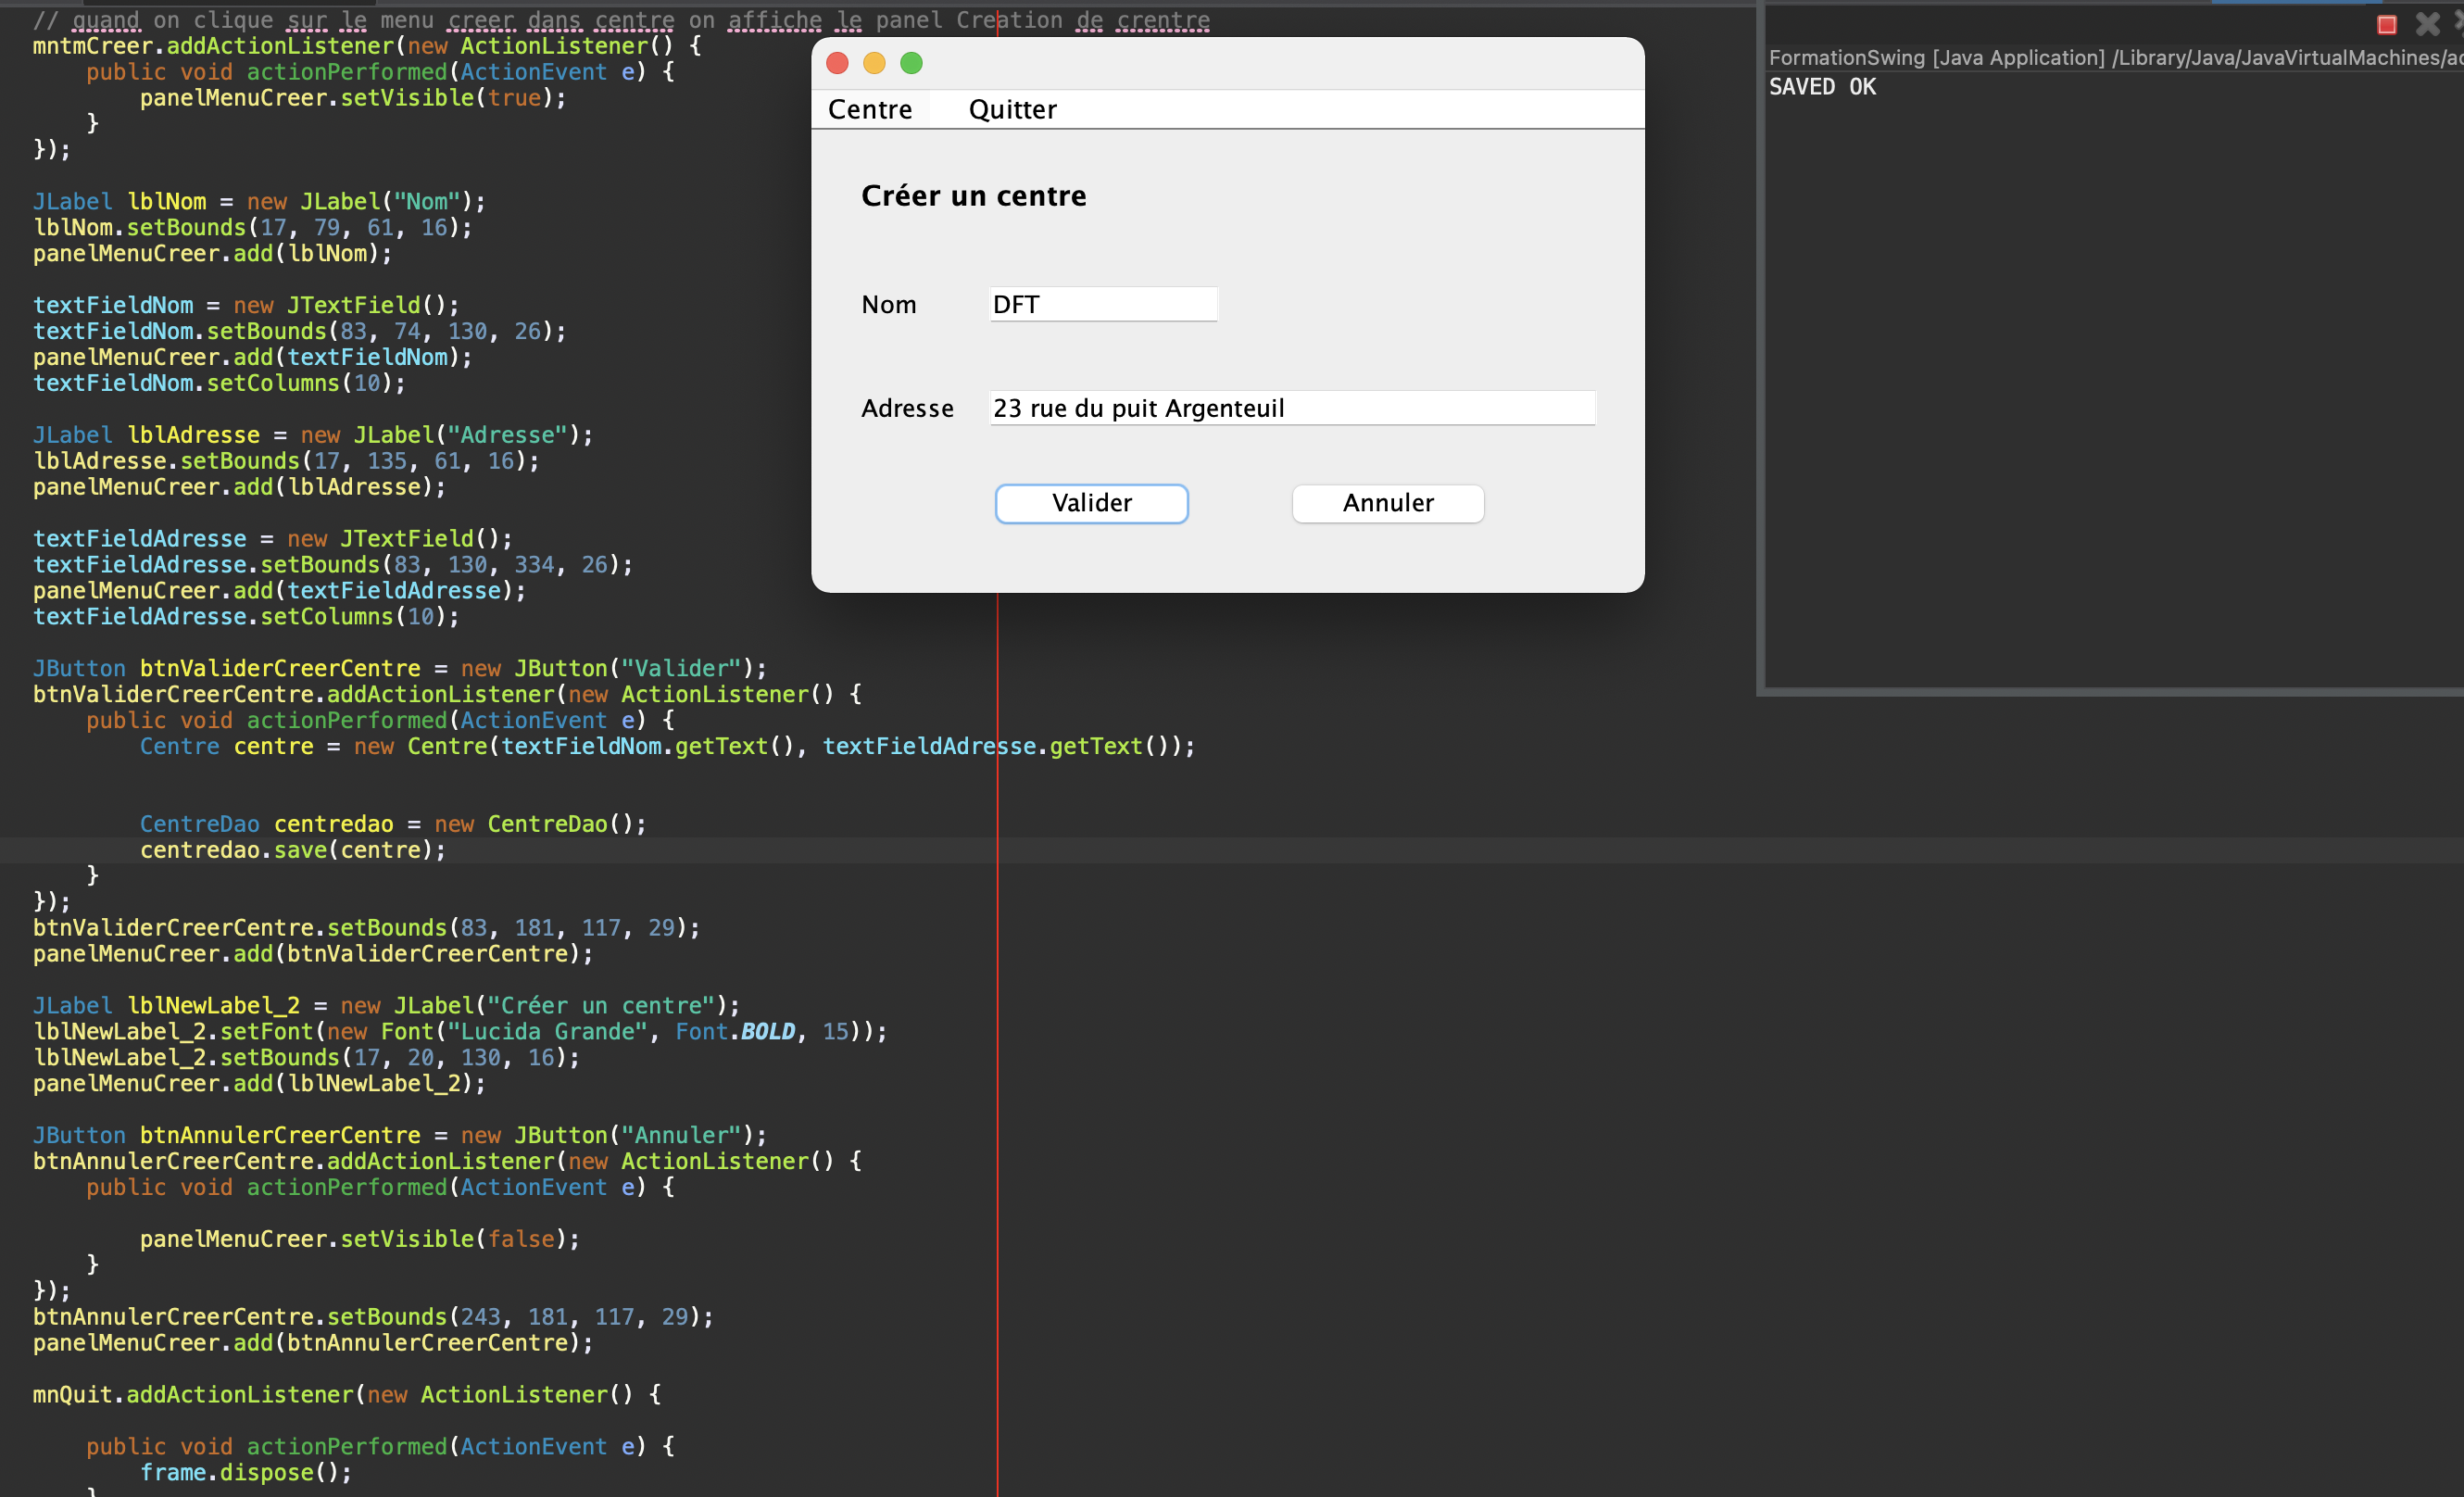 // quand on clique sur le menu creer dans centre on affiche le panel Creation de crentre
mntmCreer.addActionListener(new ActionListener() {
public void actionPerformed(ActionEvent e) {
panelMenuCreer.setVisible(true);
}
});
JLabel lblNom = new JLabel("Nom");
lblNom.setBounds(17, 79, 61, 16);
panelMenuCreer.add(lblNom);
textFieldNom = new JTextField();
textFieldNom.setBounds(83, 74, 130, 26);
panelMenuCreer.add(textFieldNom);
textFieldNom.setColumns(10);
JLabel lblAdresse = new JLabel("Adresse");
lblAdresse.setBounds(17, 135, 61, 16);
panelMenuCreer.add(lblAdresse);
textFieldAdresse = new JTextField();
textFieldAdresse.setBounds(83, 130, 334, 26);
panelMenuCreer.add(textFieldAdresse);
textFieldAdresse.setColumns(10);
JButton btnValiderCreerCentre = new JButton("Valider");
btnValiderCreerCentre.addActionListener(new ActionListener() {
public void actionPerformed(ActionEvent e) {
Centre centre = new Centre(textFieldNom.getText(), textFieldAdresse.getText());
CentreDao centredao = new CentreDao();
centredao.save(centre);
}
});
btnValiderCreerCentre.setBounds(83, 181, 117, 29);
panelMenuCreer.add(btnValiderCreerCentre);
JLabel lblNewLabel_2 = new JLabel("Créer un centre");
lblNewLabel_2.setFont(new Font("Lucida Grande", Font.BOLD, 15));
lblNewLabel_2.setBounds(17, 20, 130, 16);
panelMenuCreer.add(lblNewLabel_2);
JButton btnAnnulerCreerCentre = new JButton("Annuler");
btnAnnulerCreerCentre.addActionListener(new ActionListener() {
public void actionPerformed(ActionEvent e) {
panelMenuCreer.setVisible(false);
}
});
btnAnnulerCreerCentre.setBounds(243, 181, 117, 29);
panelMenuCreer.add(btnAnnulerCreerCentre);
mnQuit.addActionListener(new ActionListener() {
public void actionPerformed(ActionEvent e) {
frame.dispose();
}
Centre Quitter
Créer un centre
Nom DFT
Adresse 23 rue du puit Argenteuil
Valider Annuler
FormationSwing [Java Application] /Library/Java/JavaVirtualMachines/ad
SAVED OK